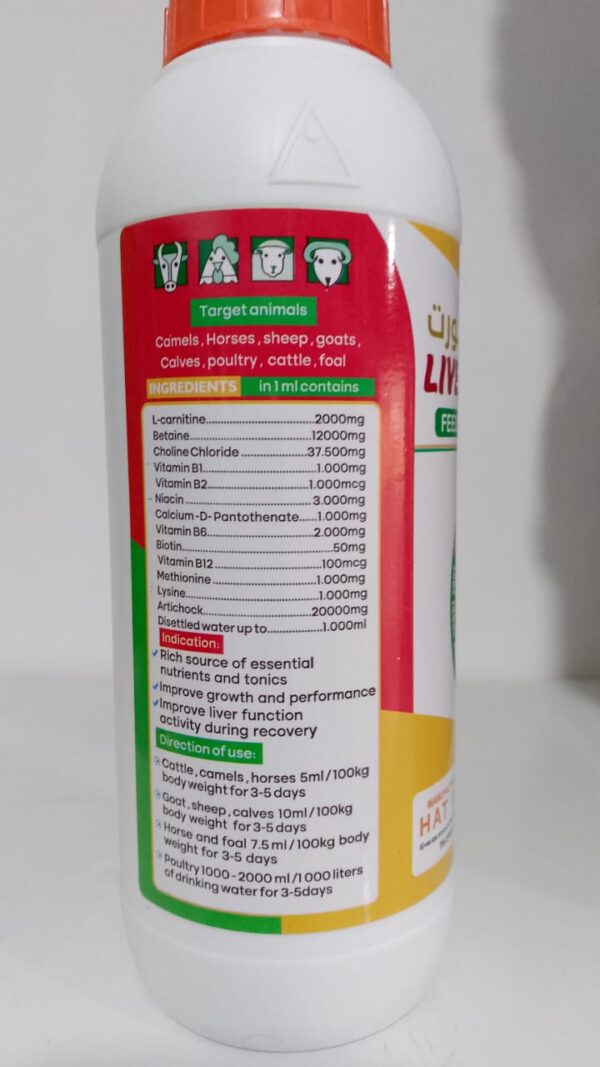 Target animals
Camels, Horses, sheep, goats,
Calves, poultry, cattle, foal
INGREDIENTS in 1 ml contains
L-carnitine..............................2000mg
Betaine..................................12000mg
Choline Chloride....................37.500mg
Vitamin B1..............................1.000mg
Vitamin B2.............................1.000mcg
Niacin....................................3.000mg
Calcium-D-Pantothenate......1.000mg
Vitamin B6..............................2.000mg
Biotin..........................................50mg
Vitamin B12..............................100mcg
Methionine.............................1.000mg
Lysine.....................................1.000mg
Artichock...............................20000mg
Disettled water up to................1.000ml
Indication:
Rich source of essential
nutrients and tonics
Improve growth and performance
Improve liver function
activity during recovery
Direction of use:
Cattle, camels, horses 5ml/100kg
body weight for 3-5 days
Goat, sheep, calves 10ml/100kg
body weight for 3-5 days
Horse and foal 7.5 ml/100kg body
weight for 3-5 days
Poultry 1000-2000 ml/1000 liters
of drinking water for 3-5days
ورت
LIVE
FEE
HAT